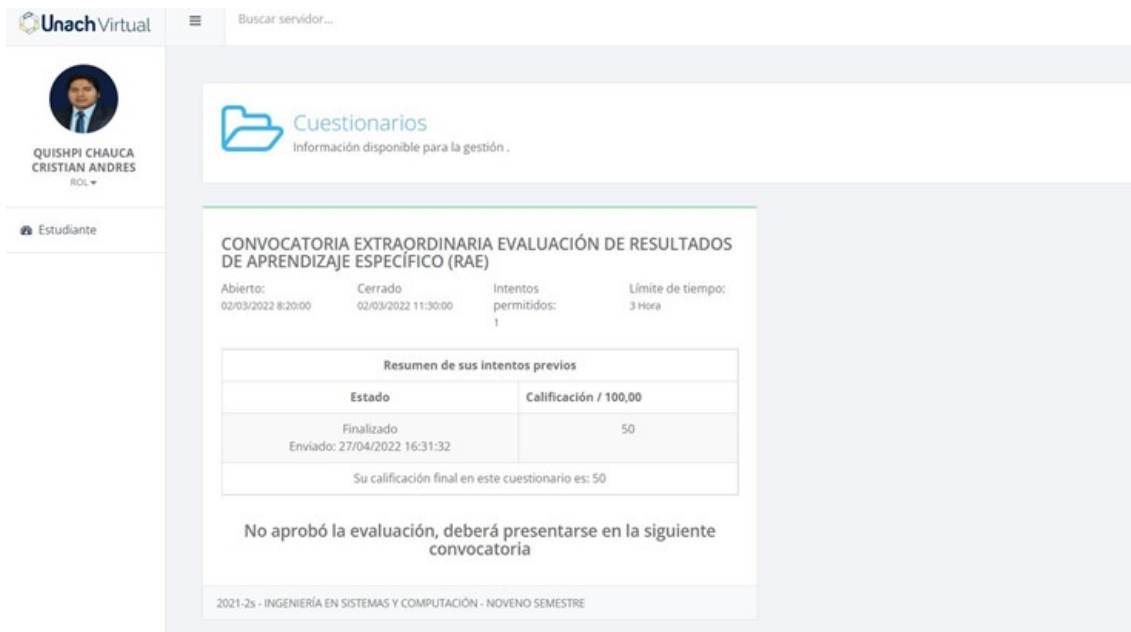 Unach Virtual
Buscar servidor...
QUISHPI CHAUCA
CRISTIAN ANDRES
ROL
Estudiante
Cuestionarios
Información disponible para la gestión .
CONVOCATORIA EXTRAORDINARIA EVALUACIÓN DE RESULTADOS
DE APRENDIZAJE ESPECÍFICO (RAE)
Abierto:
02/03/2022 8:20:00
Cerrado
02/03/2022 11:30:00
Intentos
permitidos:
1
Límite de tiempo:
3 Hora
Resumen de sus intentos previos
Estado
Calificación / 100,00
Finalizado
Enviado: 27/04/2022 16:31:32
50
Su calificación final en este cuestionario es: 50
No aprobó la evaluación, deberá presentarse en la siguiente
convocatoria
2021-2s - INGENIERÍA EN SISTEMAS Y COMPUTACIÓN - NOVENO SEMESTRE